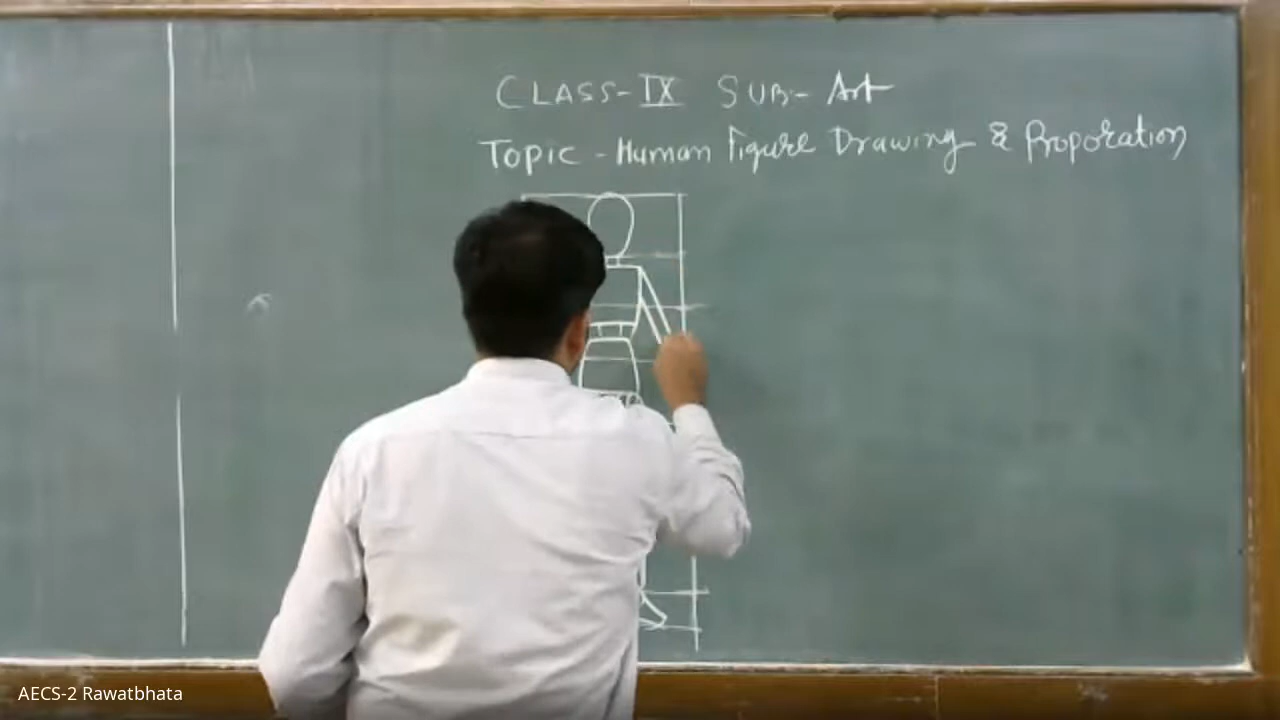 CLASS-IX SUB:- Art
TOPIC - Human Figure Drawing & Proporation
AECS-2 Rawatbhata